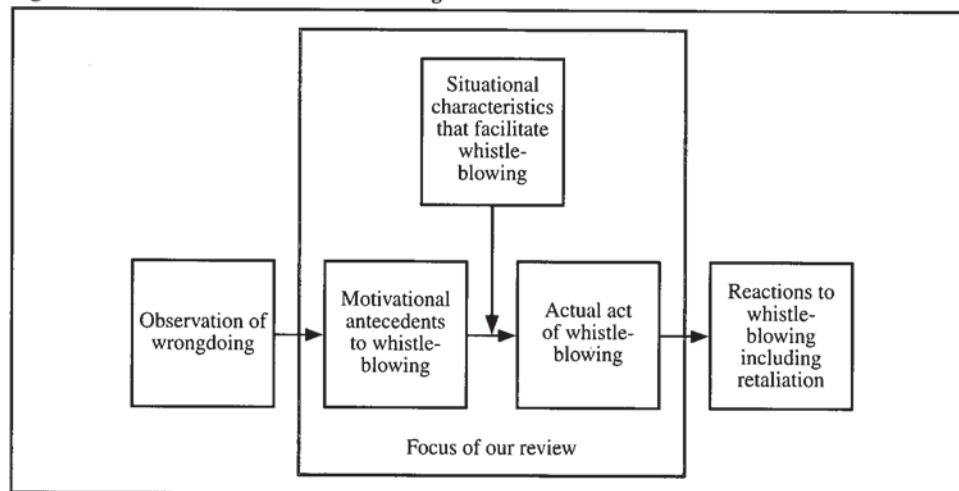 Situational
characteristics
that facilitate
whistle-
blowing
Observation of
wrongdoing
Motivational
antecedents
to whistle-
blowing
Actual act
of whistle-
blowing
Reactions to
whistle-
blowing
including
retaliation
Focus of our review